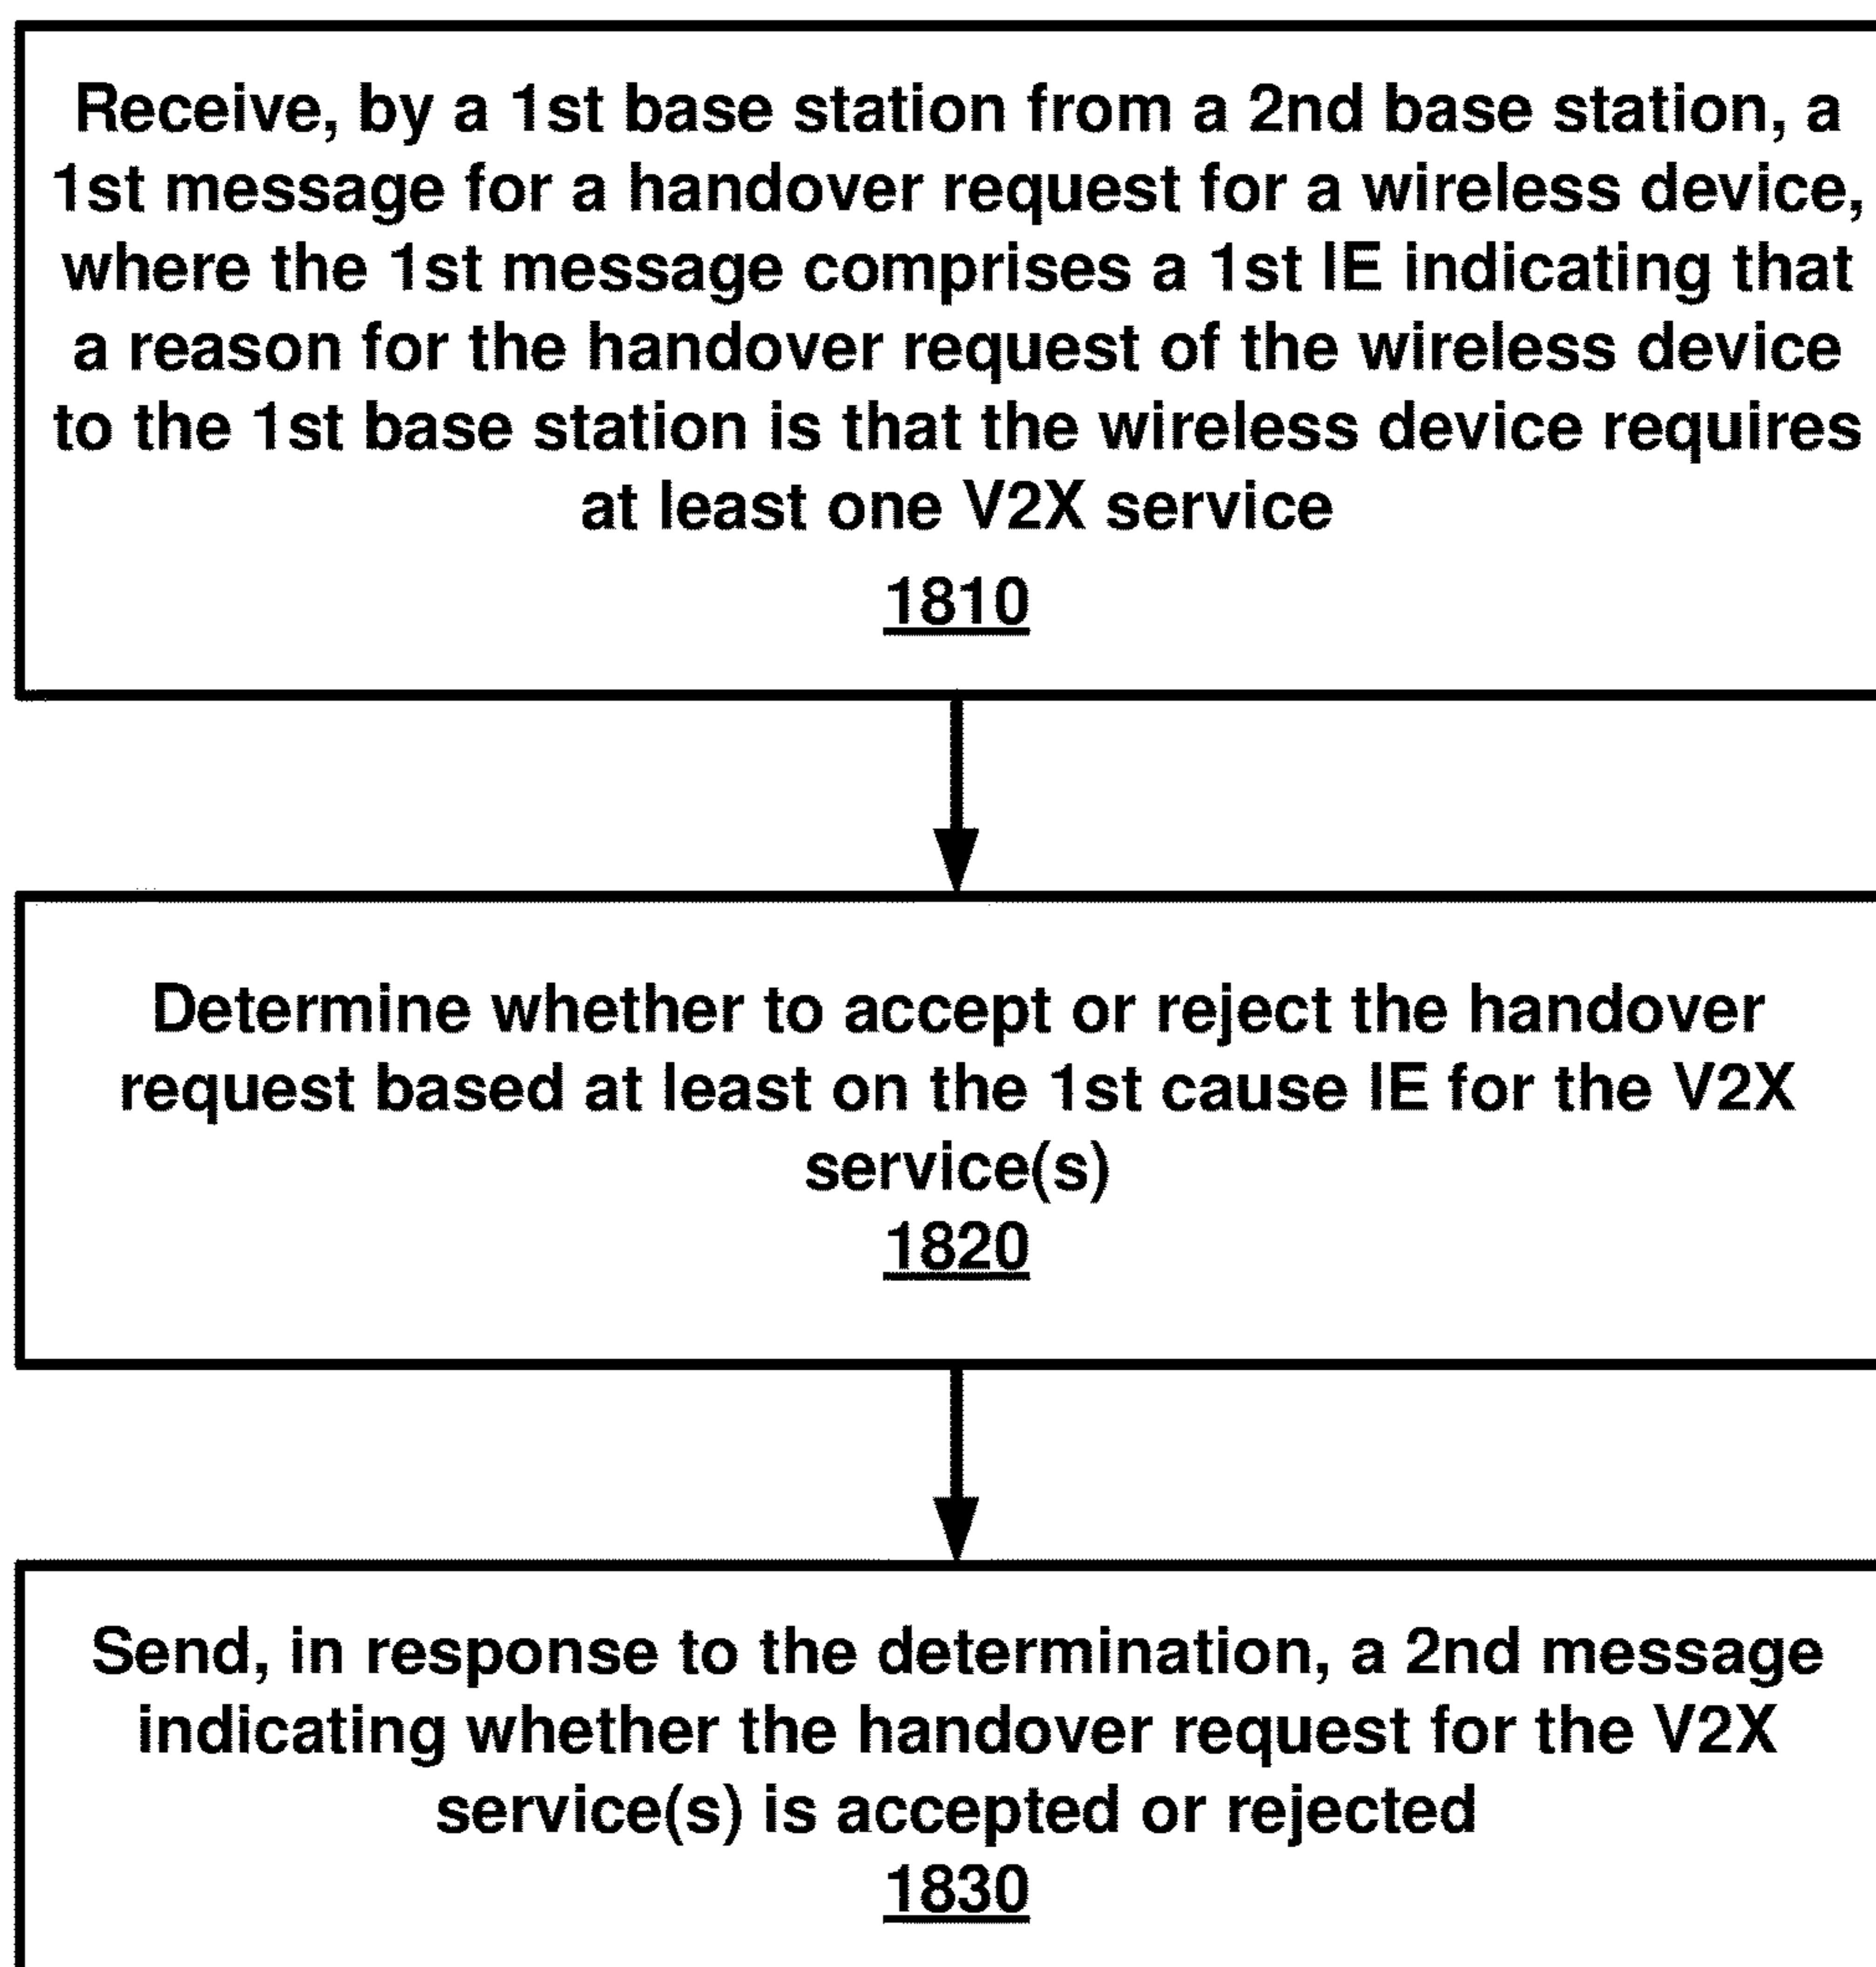 Receive, by a 1st base station from a 2nd base station, a
1st message for a handover request for a wireless device,
where the 1st message comprises a 1st IE indicating that
a reason for the handover request of the wireless device
to the 1st base station is that the wireless device requires
at least one V2X service
1810
Determine whether to accept or reject the handover
request based at least on the 1st cause IE for the V2X
service(s)
1820
Send, in response to the determination, a 2nd message
indicating whether the handover request for the V2X
service(s) is accepted or rejected
1830